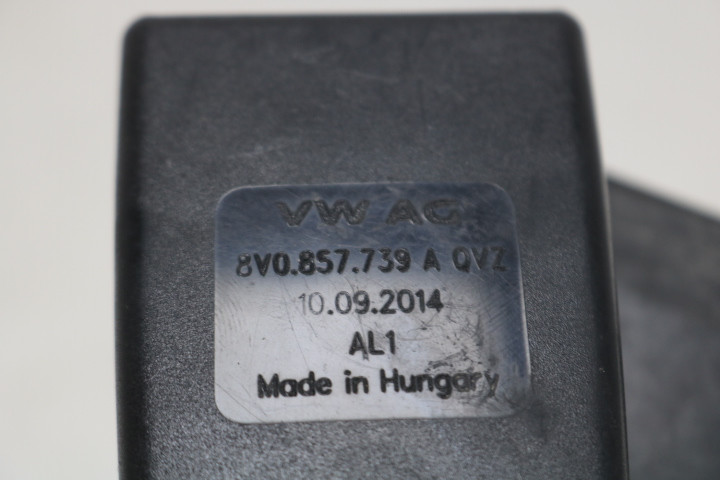 VW AG
8V0.857.739 A QVZ
10.09.2014
AL1
Made in Hungary